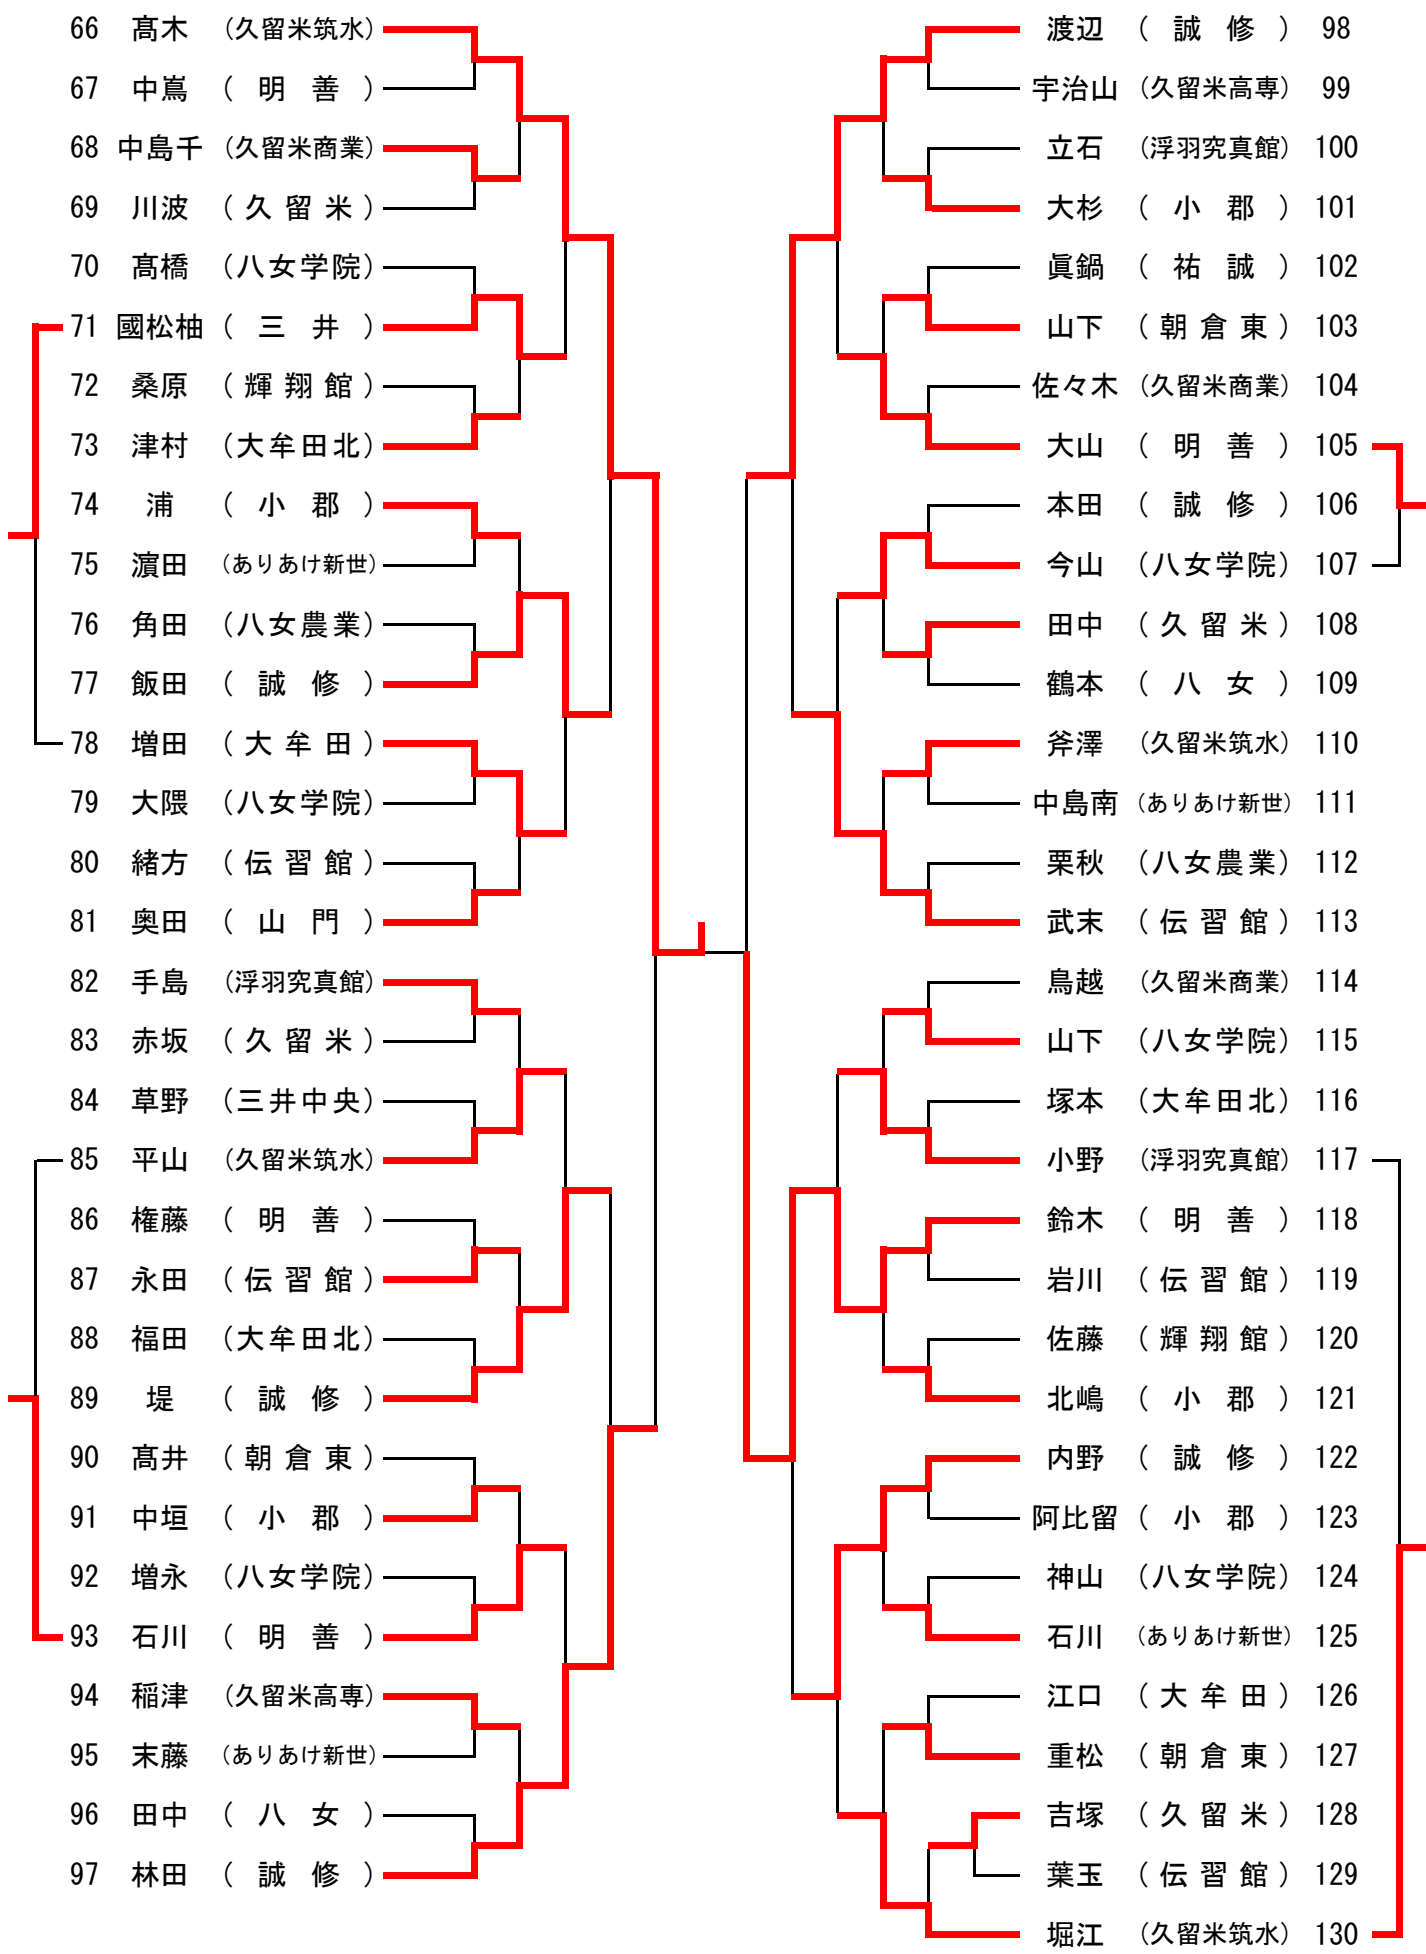 66 髙木 (久留米筑水)
67 中嶌 ( 明 善 )
68 中島千 (久留米商業)
69 川波 ( 久 留 米 )
70 髙橋 (八女学院)
71 國松柚 ( 三 井 )
72 桑原 ( 輝 翔 館 )
73 津村 (大牟田北)
74 浦 ( 小 郡 )
75 濵田 (ありあけ新世)
76 角田 (八女農業)
77 飯田 ( 誠 修 )
78 増田 ( 大 牟 田 )
79 大隈 (八女学院)
80 緒方 ( 伝 習 館 )
81 奥田 ( 山 門 )
82 手島 (浮羽究真館)
83 赤坂 ( 久 留 米 )
84 草野 (三井中央)
85 平山 (久留米筑水)
86 権藤 ( 明 善 )
87 永田 ( 伝 習 館 )
88 福田 (大牟田北)
89 堤 ( 誠 修 )
90 髙井 ( 朝 倉 東 )
91 中垣 ( 小 郡 )
92 増永 (八女学院)
93 石川 ( 明 善 )
94 稲津 (久留米高専)
95 末藤 (ありあけ新世)
96 田中 ( 八 女 )
97 林田 ( 誠 修 )
渡辺 ( 誠 修 ) 98
宇治山 (久留米高専) 99
立石 (浮羽究真館) 100
大杉 ( 小 郡 ) 101
眞鍋 ( 祐 誠 ) 102
山下 ( 朝 倉 東 ) 103
佐々木 (久留米商業) 104
大山 ( 明 善 ) 105
本田 ( 誠 修 ) 106
今山 (八女学院) 107
田中 ( 久 留 米 ) 108
鶴本 ( 八 女 ) 109
斧澤 (久留米筑水) 110
中島南 (ありあけ新世) 111
栗秋 (八女農業) 112
武末 ( 伝 習 館 ) 113
鳥越 (久留米商業) 114
山下 (八女学院) 115
塚本 (大牟田北) 116
小野 (浮羽究真館) 117
鈴木 ( 明 善 ) 118
岩川 ( 伝 習 館 ) 119
佐藤 ( 輝 翔 館 ) 120
北嶋 ( 小 郡 ) 121
内野 ( 誠 修 ) 122
阿比留 ( 小 郡 ) 123
神山 (八女学院) 124
石川 (ありあけ新世) 125
江口 ( 大 牟 田 ) 126
重松 ( 朝 倉 東 ) 127
吉塚 ( 久 留 米 ) 128
葉玉 ( 伝 習 館 ) 129
堀江 (久留米筑水) 130